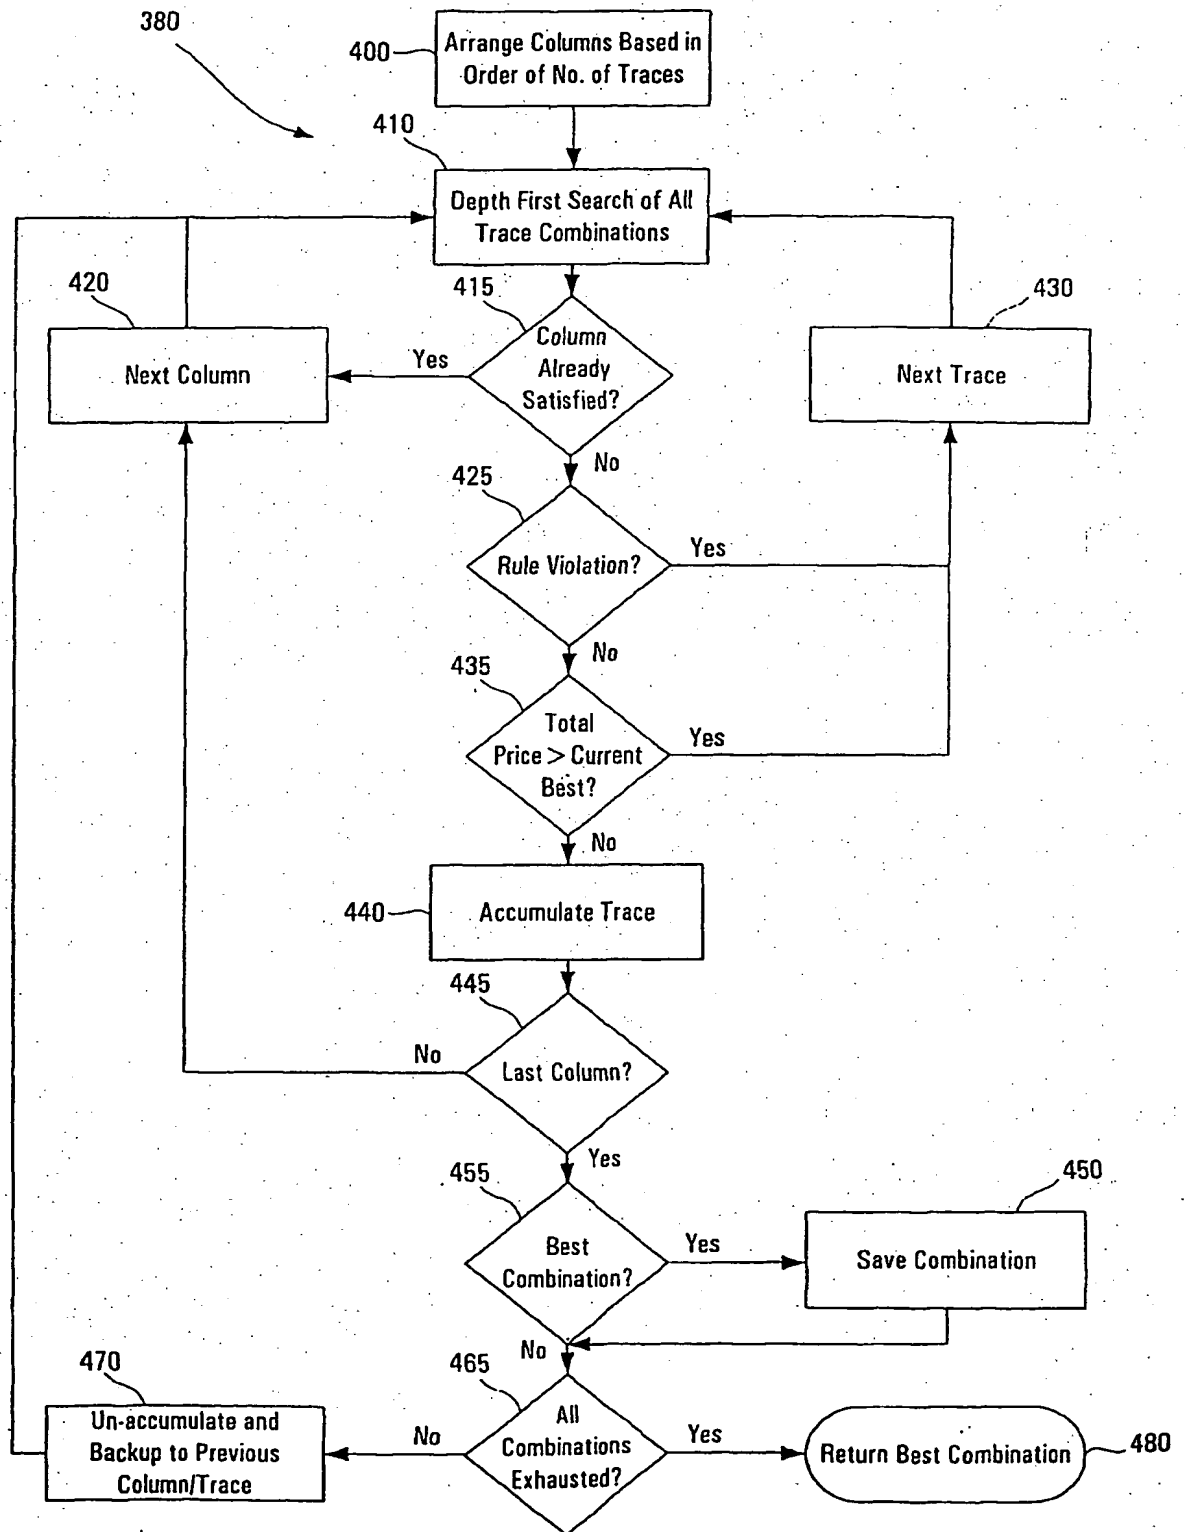 380
400
Arrange Columns Based in
Order of No. of Traces
410
Depth First Search of All
Trace Combinations
420
Next Column
415
Column
Already
Satisfied?
Yes
No
430
Next Trace
425
Rule Violation?
Yes
No
435
Total
Price > Current
Best?
Yes
No
440
Accumulate Trace
445
Last Column?
No
Yes
455
Best
Combination?
Yes
No
450
Save Combination
465
All
Combinations
Exhausted?
No
Yes
470
Un-accumulate and
Backup to Previous
Column/Trace
Return Best Combination
480